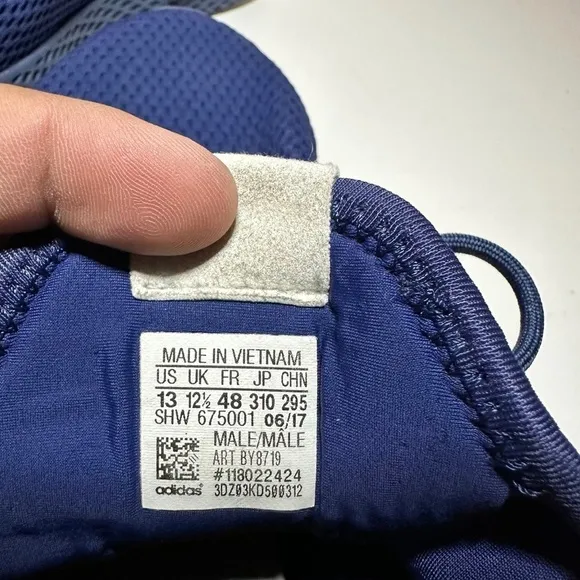 MADE IN VIETNAM
US UK FR JP CHN
13 12½ 48 310 295
SHW 675001 06/17
MALE/MÂLE
ART BY8719
#118022424
adidas 3DZ03KD500312